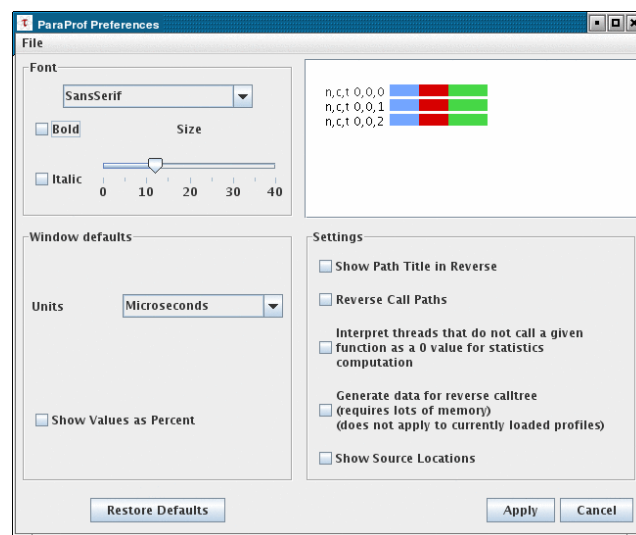 τ ParaProf Preferences
File
Font
SansSerif
Bold
Size
Italic
0 10 20 30 40
n,c,t 0,0,0
n,c,t 0,0,1
n,c,t 0,0,2
Window defaults
Units
Microseconds
Show Values as Percent
Settings
Show Path Title in Reverse
Reverse Call Paths
Interpret threads that do not call a given
function as a 0 value for statistics
computation
Generate data for reverse calltree
(requires lots of memory)
(does not apply to currently loaded profiles)
Show Source Locations
Restore Defaults
Apply
Cancel